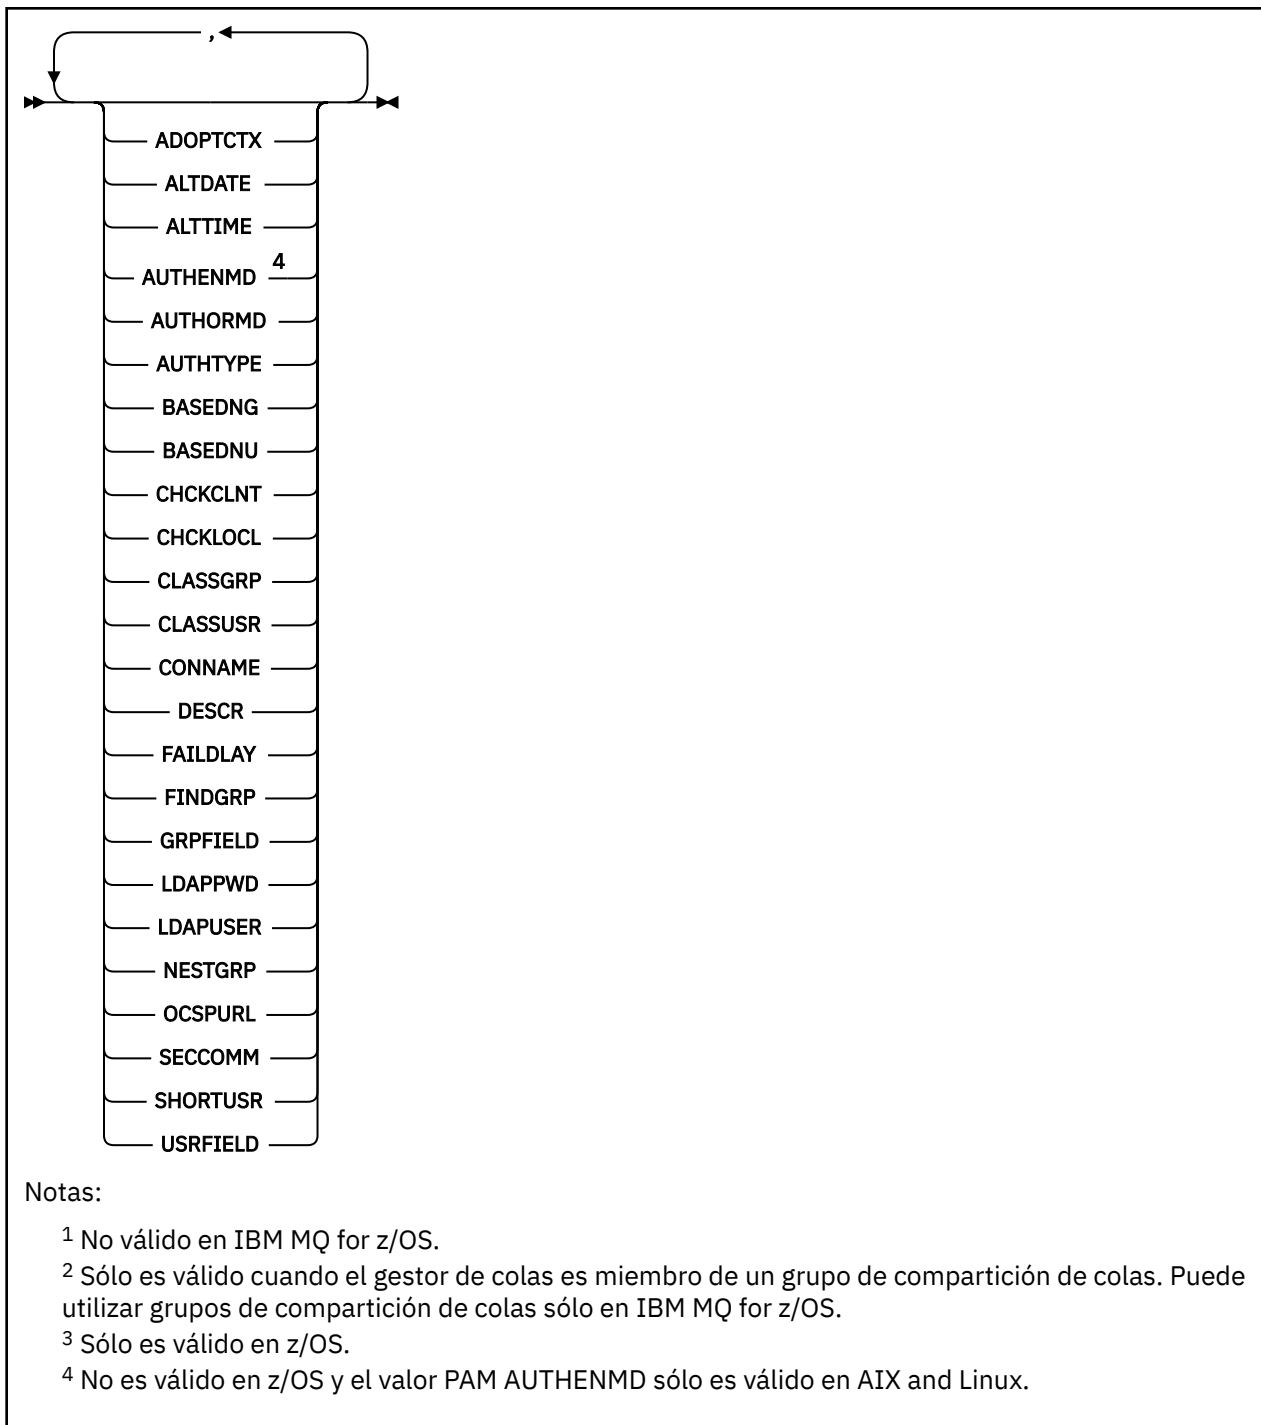 ,
ADOPTCTX
ALTDATE
ALTTIME
AUTHENMD 4
AUTHORMD
AUTHTYPE
BASEDNG
BASEDNU
CHCKCLNT
CHCKLOCL
CLASSGRP
CLASSUSR
CONNAME
DESCR
FAILDLAY
FINDGRP
GRPFIELD
LDAPPWD
LDAPUSER
NESTGRP
OCSPURL
SECCOMM
SHORTUSR
USRFIELD
Notas:
1 No válido en IBM MQ for z/OS.
2 Sólo es válido cuando el gestor de colas es miembro de un grupo de compartición de colas. Puede
utilizar grupos de compartición de colas sólo en IBM MQ for z/OS.
3 Sólo es válido en z/OS.
4 No es válido en z/OS y el valor PAM AUTHENMD sólo es válido en AIX and Linux.